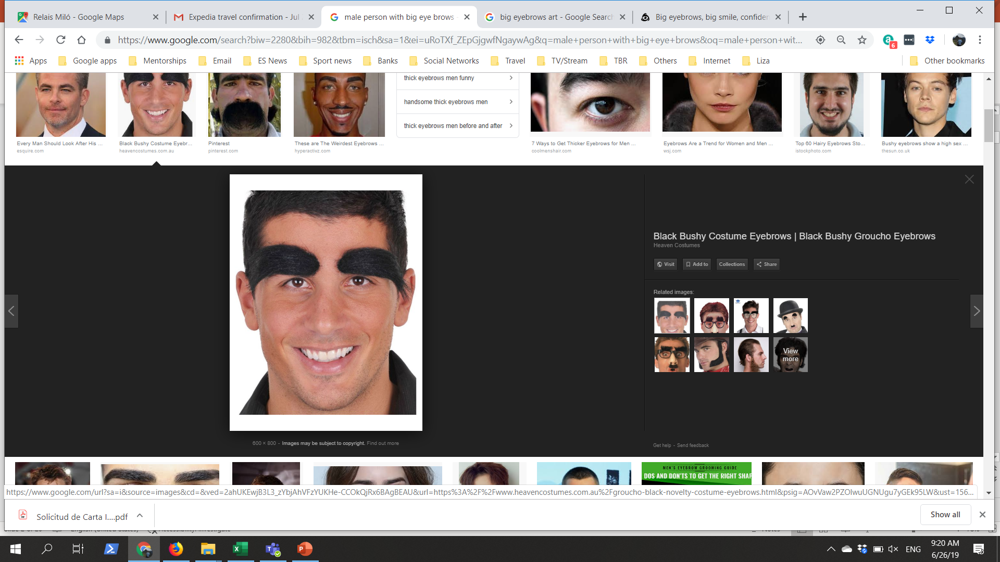 Relais Miló - Google Maps
Expedia travel confirmation - Jul
male person with big eye brows -
big eyebrows art - Google Search
Big eyebrows, big smile, confiden
https://www.google.com/search?biw=2280&bih=982&tbm=isch&sa=1&ei=uRoTXf_ZEpGjgwfNgaywAg&q=male+person+with+big+eye+brows&oq=male+person+wit...
6
Apps
Google apps
Mentorships
Email
ES News
Sport news
Banks
Social Networks
Travel
TV/Stream
TBR
Others
Internet
Liza
Other bookmarks
thick eyebrows men funny
handsome thick eyebrows men
thick eyebrows men before and after
Every Man Should Look After His ...
esquire.com
Black Bushy Costume Eyebr...
heavencostumes.com.au
Pinterest
pinterest.com
These are The Weirdest Eyebrows ...
hyperactivz.com
7 Ways to Get Thicker Eyebrows for Men ...
coolmenshair.com
Eyebrows Are a Trend for Women and Men ...
wsj.com
Top 60 Hairy Eyebrows Sto...
istockphoto.com
Bushy eyebrows show a high sex ...
thesun.co.uk
Black Bushy Costume Eyebrows | Black Bushy Groucho Eyebrows
Heaven Costumes
Visit
Add to
Collections
Share
Related images:
View
more
600 × 800 - Images may be subject to copyright. Find out more
Get help - Send feedback
MEN'S EYEBROW GROOMING GUIDE
DOS AND DON'TS TO GET THE RIGHT SHAP
https://www.google.com/url?sa=i&source=images&cd=&ved=2ahUKEwjB3L3_zYbjAhVFzYUKHe-CCOkQjRx6BAgBEAU&url=https%3A%2F%2Fwww.heavencostumes.com.au%2Fgroucho-black-novelty-costume-eyebrows.html&psig=AOvVaw2PZOlwuUGNUgu7yGEk95LW&ust=156...
Solicitud de Carta I....pdf
Show all
ENG
9:20 AM
6/26/19